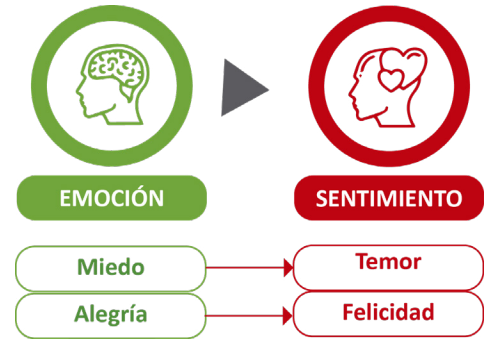 EMOCIÓN
SENTIMIENTO
Miedo
Temor
Alegría
Felicidad